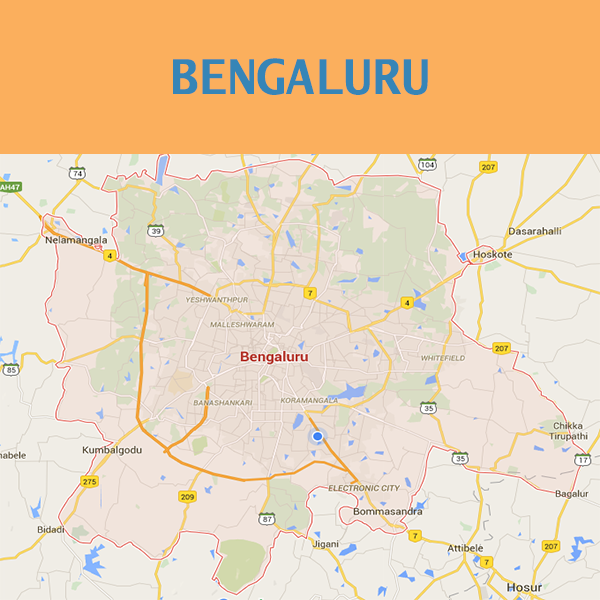 BENGALURU
104
74
207
AH47
39
Dasarahalli
Nelamangala
4
Hoskote
7
YESHWANTHPUR
4
MALLESHWARAM
207
Bengaluru
WHITEFIELD
85
BANASHANKARI
KORAMANGALA
35
Chikka
Tirupathi
Kumbalgodu
habele
35
17
275
ELECTRONIC CITY
Bagalur
209
Bommasandra
87
Bidadi
7
Jigani
Attibele
207
7
Hosur